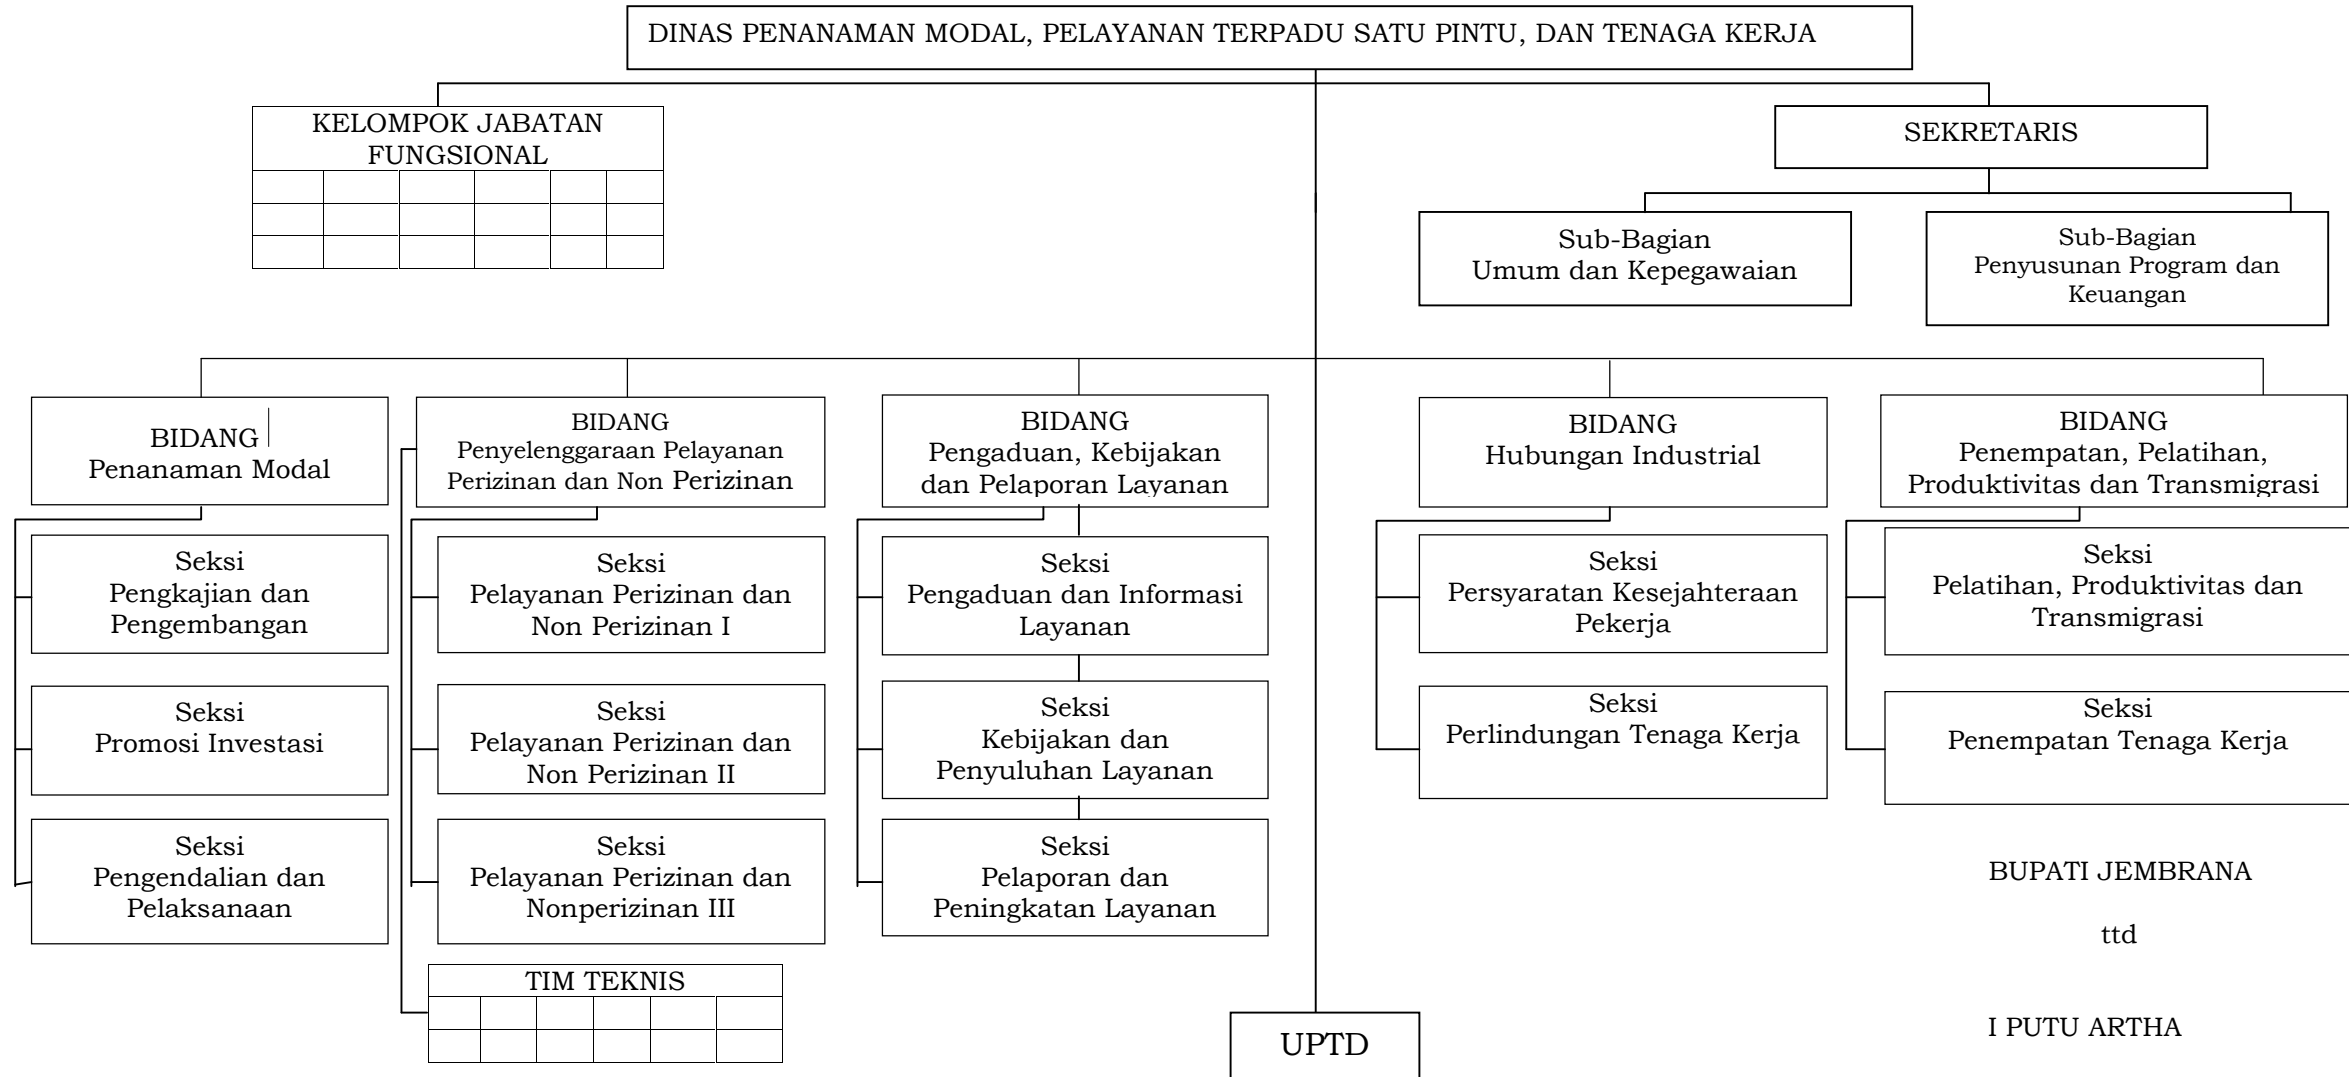 DINAS PENANAMAN MODAL, PELAYANAN TERPADU SATU PINTU, DAN TENAGA KERJA
KELOMPOK JABATAN
FUNGSIONAL
SEKRETARIS
Sub-Bagian
Umum dan Kepegawaian
Sub-Bagian
Penyusunan Program dan
Keuangan
BIDANG
Penanaman Modal
BIDANG
Penyelenggaraan Pelayanan
Perizinan dan Non Perizinan
BIDANG
Pengaduan, Kebijakan
dan Pelaporan Layanan
BIDANG
Hubungan Industrial
BIDANG
Penempatan, Pelatihan,
Produktivitas dan Transmigrasi
Seksi
Pengkajian dan
Pengembangan
Seksi
Pelayanan Perizinan dan
Non Perizinan I
Seksi
Pengaduan dan Informasi
Layanan
Seksi
Persyaratan Kesejahteraan
Pekerja
Seksi
Pelatihan, Produktivitas dan
Transmigrasi
Seksi
Promosi Investasi
Seksi
Pelayanan Perizinan dan
Non Perizinan II
Seksi
Kebijakan dan
Penyuluhan Layanan
Seksi
Perlindungan Tenaga Kerja
Seksi
Penempatan Tenaga Kerja
Seksi
Pengendalian dan
Pelaksanaan
Seksi
Pelayanan Perizinan dan
Nonperizinan III
Seksi
Pelaporan dan
Peningkatan Layanan
TIM TEKNIS
UPTD
BUPATI JEMBRANA
ttd
I PUTU ARTHA